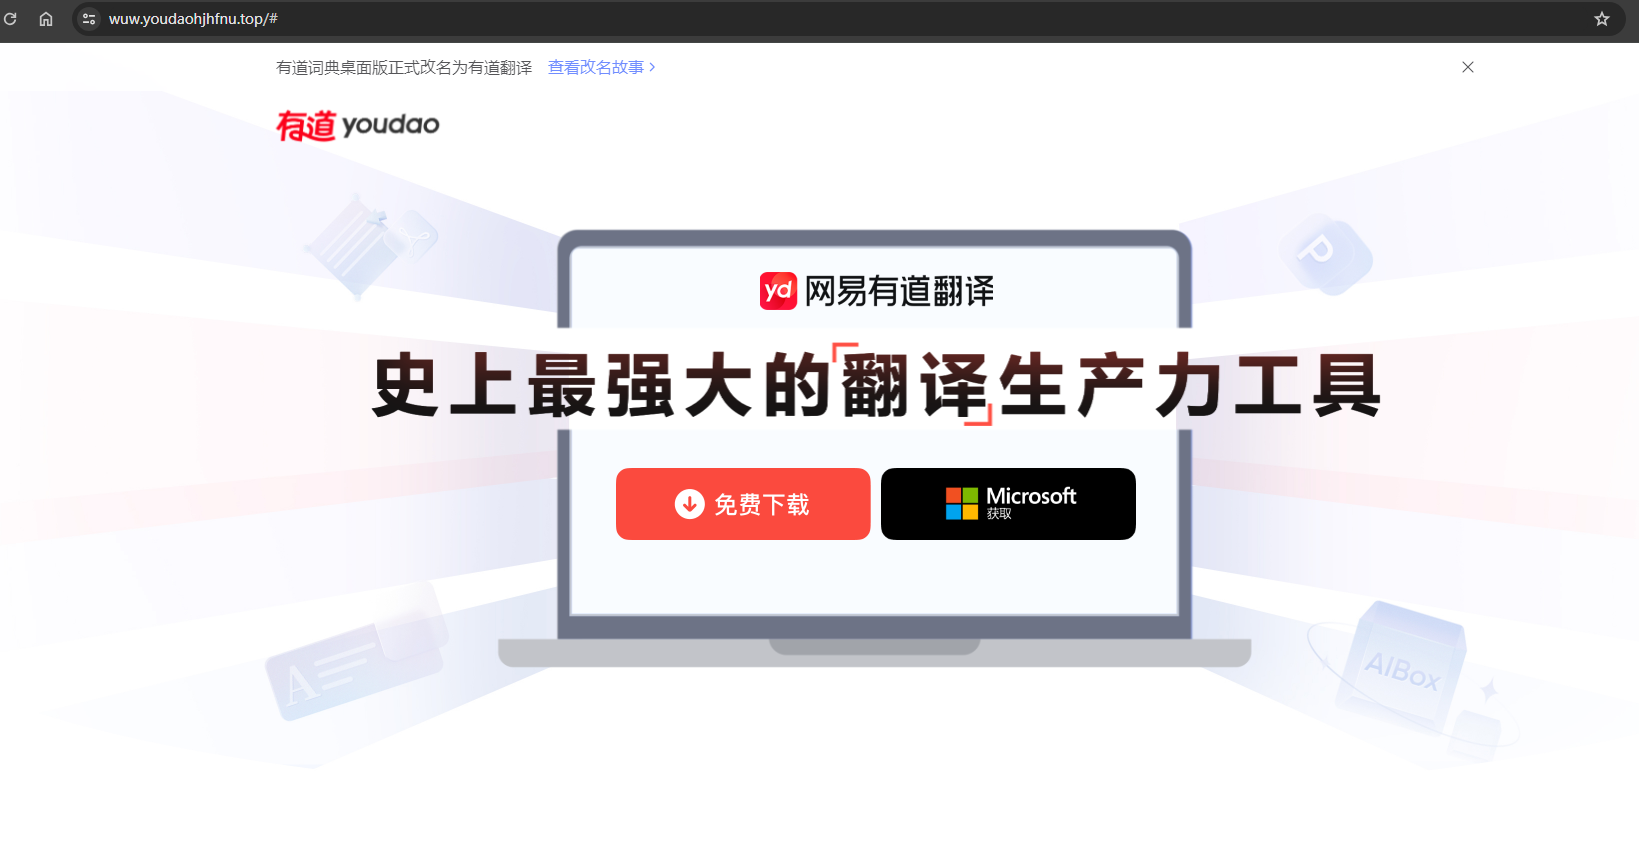 wuw.youdaohjhfnu.top/#
有道词典桌面版正式改名为有道翻译 查看改名故事 >
有道 youdao
P
yd 网易有道翻译
史上最强大的翻译生产力工具
免费下载
Microsoft
获取
A
AIBox